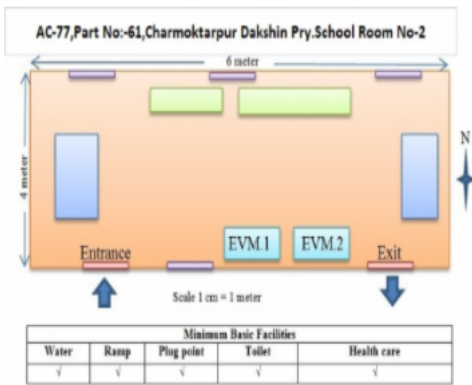 AC-77,Part No:-61,Charmoktarpur Dakshin Pry.School Room No-2
6 meter
4 meter
N
EVM.1 EVM.2
Entrance Exit
Scale 1 cm = 1 meter
Minimum Basic Facilities
Water Ramp Plug point Toilet Health care
√ √ √ √ √